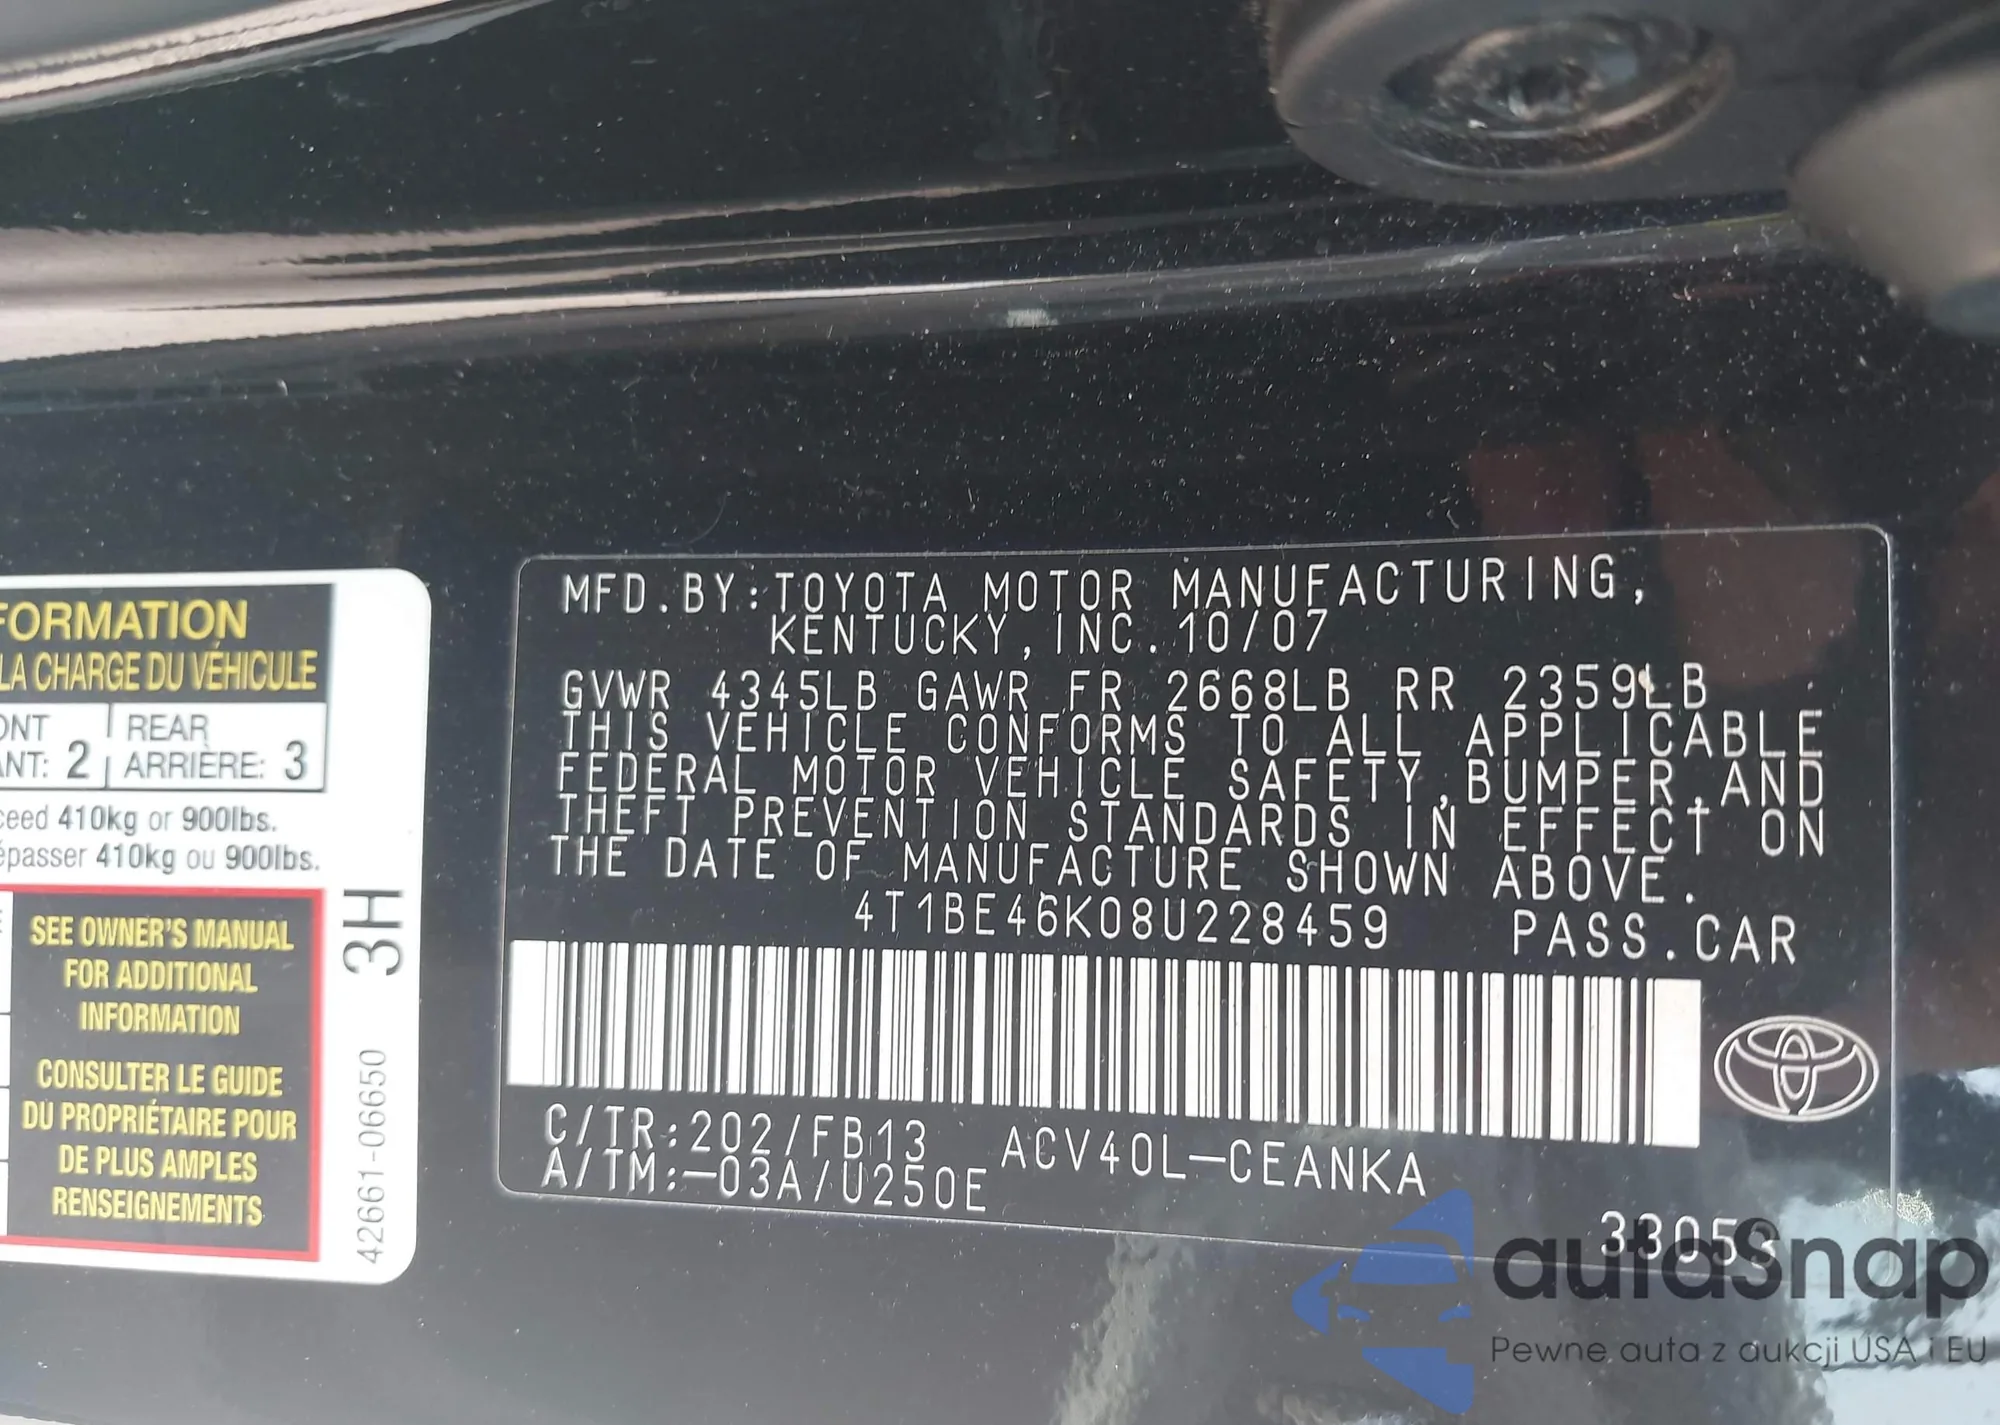 FORMATION
LA CHARGE DU VÉHICULE
REAR
ANT: 2 ARRIÈRE: 3
410kg or 900lbs.
410kg ou 900lbs.
SEE OWNER'S MANUAL
FOR ADDITIONAL
INFORMATION
CONSULTER LE GUIDE
DU PROPRIÉTAIRE POUR
DE PLUS AMPLES
RENSEIGNEMENTS
3H
42661-06650
MFD.BY:TOYOTA MOTOR MANUFACTURING,
KENTUCKY,INC.10/07
GVWR 4345LB GAWR FR 2668LB RR 2359LB
THIS VEHICLE CONFORMS TO ALL APPLICABLE
FEDERAL MOTOR VEHICLE SAFETY,BUMPER,AND
THEFT PREVENTION STANDARDS IN EFFECT ON
THE DATE OF MANUFACTURE SHOWN ABOVE.
4T1BE46K08U228459 PASS.CAR
C/TR:202/FB13 ACV40L-CEANKA
A/TM:-03A/U250E
autaSnap
Pewne auta z aukcji USA i EU